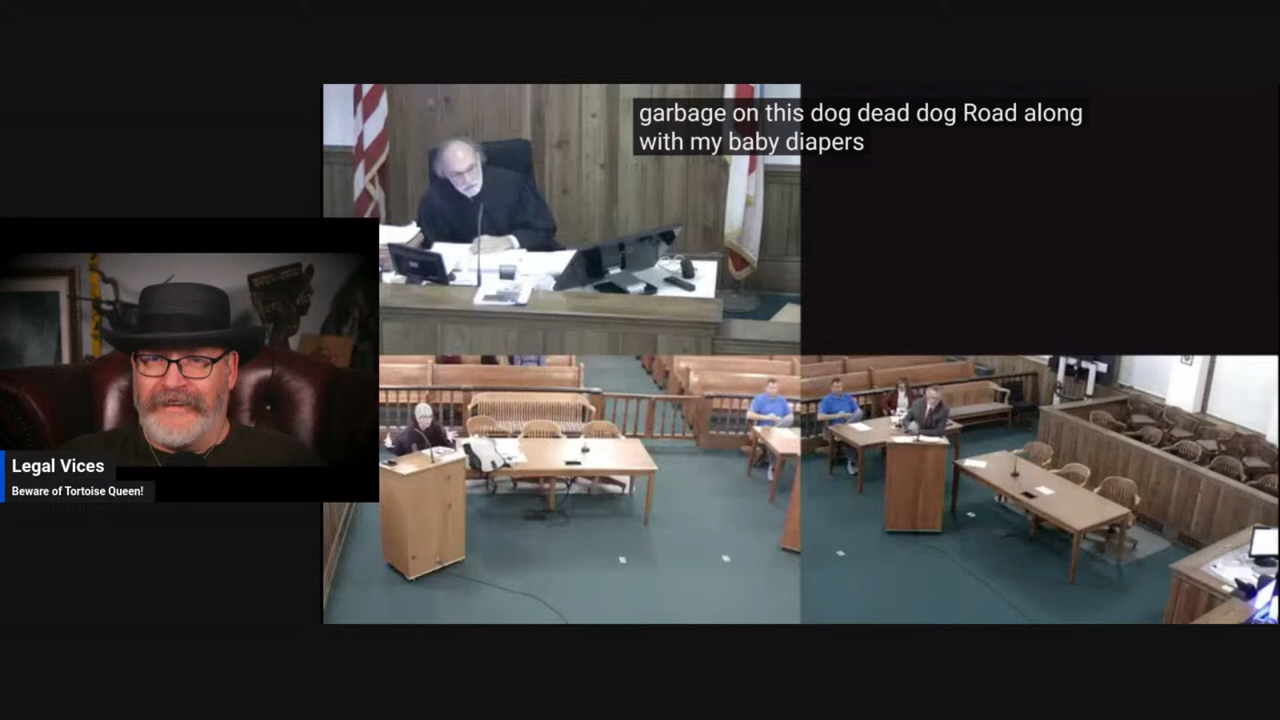 garbage on this dog dead dog Road along
with my baby diapers
Legal Vices
Beware of Tortoise Queen!